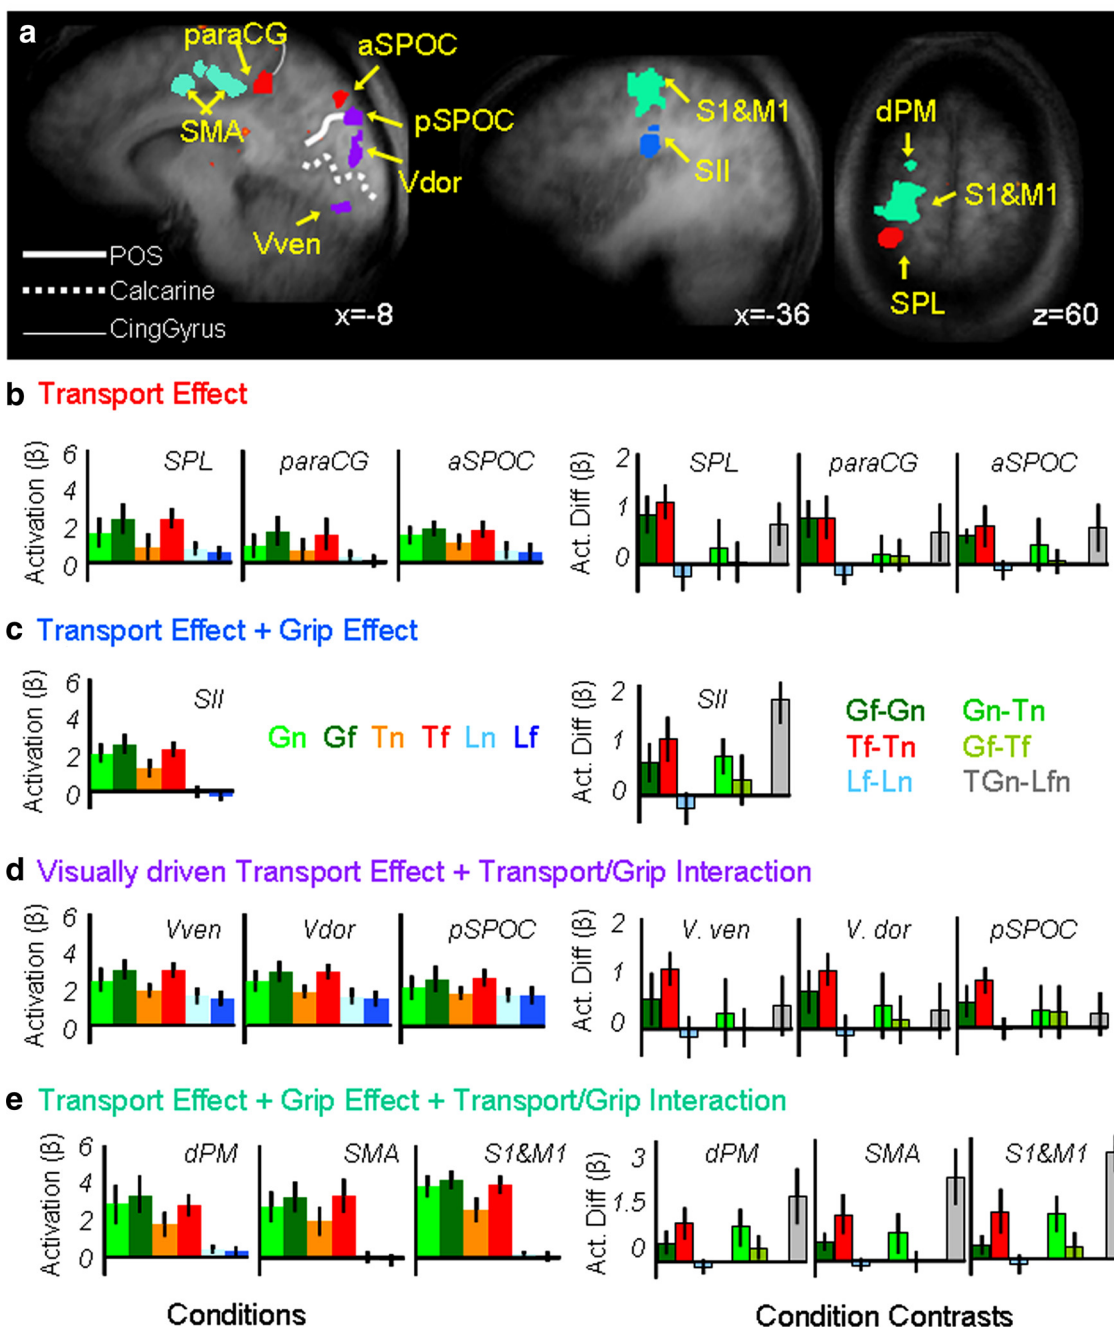 a
paraCG
aSPOC
SMA
pSPOC
Vdor
Vven
POS
Calcarine
CingGyrus
x=-8
S1&M1
SII
x=-36
dPM
S1&M1
SPL
z=60
b Transport Effect
Activation (β)
6
4
2
0
SPL
paraCG
aSPOC
Act. Diff (β)
2
1
0
SPL
paraCG
aSPOC
c Transport Effect + Grip Effect
Activation (β)
6
4
2
0
SII
Gn Gf Tn Tf Ln Lf
Act. Diff (β)
2
1
0
SII
Gf-Gn Gn-Tn
Tf-Tn Gf-Tf
Lf-Ln TGn-Lfn
d Visually driven Transport Effect + Transport/Grip Interaction
Activation (β)
6
4
2
0
Vven
Vdor
pSPOC
Act. Diff (β)
2
1
0
V. ven
V. dor
pSPOC
e Transport Effect + Grip Effect + Transport/Grip Interaction
Activation (β)
6
4
2
0
dPM
SMA
S1&M1
Act. Diff (β)
3
1.5
0
dPM
SMA
S1&M1
Conditions
Condition Contrasts